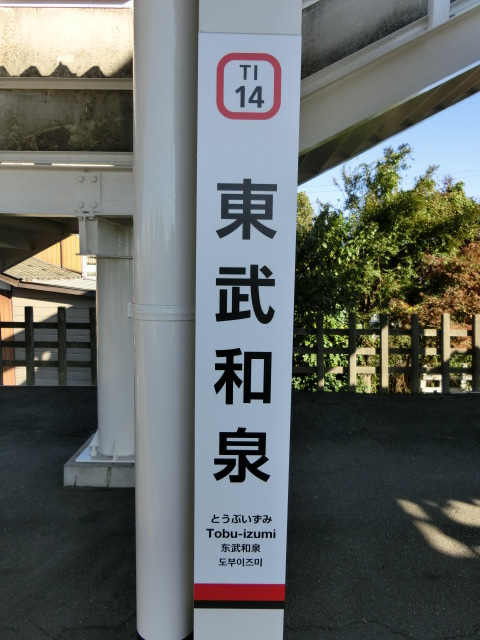 TI
14
東武和泉
とうぶいずみ
Tobu-izumi
东武和泉
도부이즈미